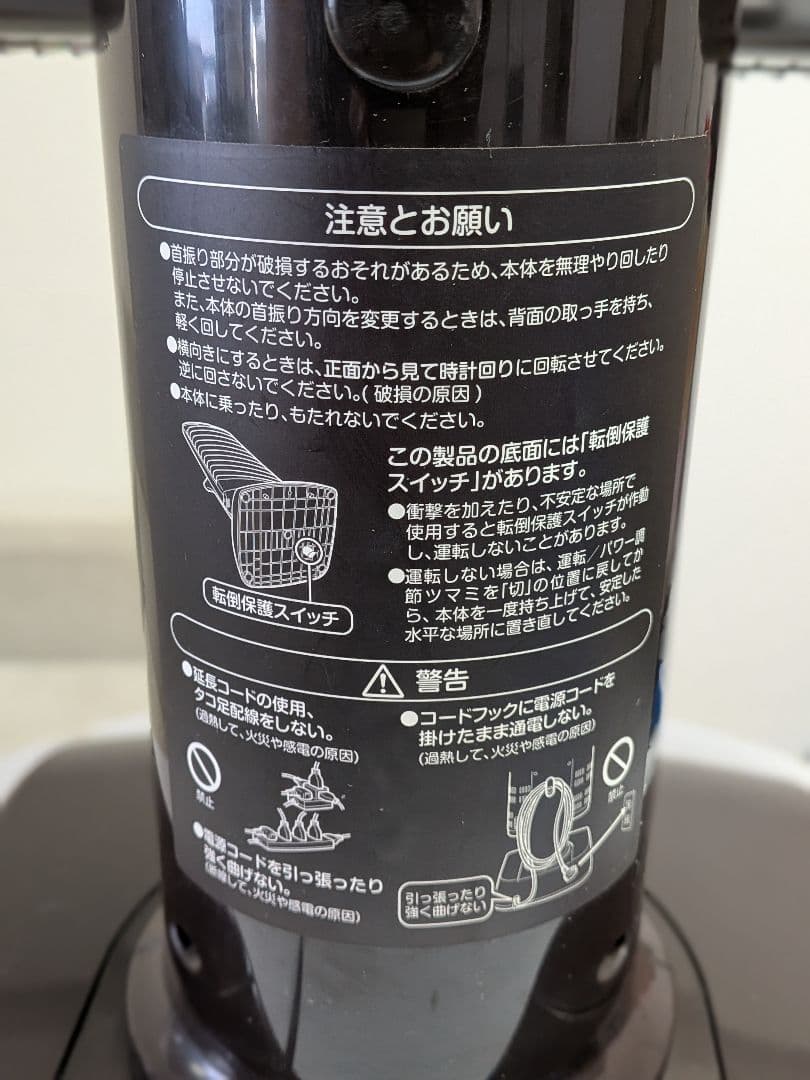 注意とお願い
●首振り部分が破損するおそれがあるため、本体を無理やり回したり
停止させないでください。
また、本体の首振り方向を変更するときは、背面の取っ手を持ち、
軽く回してください。
●横向きにするときは、正面から見て時計回りに回転させてください。
逆に回さないでください。(破損の原因)
●本体に乗ったり、もたれないでください。
この製品の底面には「転倒保護
スイッチ」があります。
●衝撃を加えたり、不安定な場所で
使用すると転倒保護スイッチが作動
し、運転しないことがあります。
●運転しない場合は、運転/パワー調
節ツマミを「切」の位置に戻してか
ら、本体を一度持ち上げて、安定した
水平な場所に置き直してください。
転倒保護スイッチ
警告
●延長コードの使用、
タコ足配線をしない。
(過熱して、火災や感電の原因)
禁止
●電源コードを引っ張ったり
強く曲げない。
(断線して、火災や感電の原因)
●コードフックに電源コードを
掛けたまま通電しない。
(過熱して、火災や感電の原因)
禁止
引っ張ったり
強く曲げない